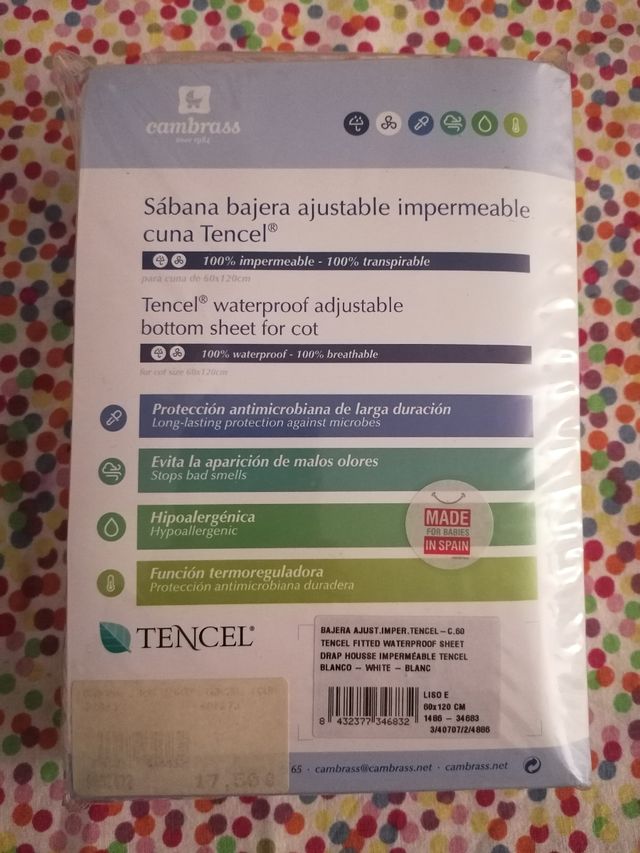 cambrass
since 1984
Sábana bajera ajustable impermeable
cuna Tencel®
100% impermeable - 100% transpirable
para cuna de 60x120cm
Tencel® waterproof adjustable
bottom sheet for cot
100% waterproof - 100% breathable
for cot size 60x120cm
Protección antimicrobiana de larga duración
Long-lasting protection against microbes
Evita la aparición de malos olores
Stops bad smells
Hipoalergénica
Hypoallergenic
MADE
FOR BABIES
IN SPAIN
Función termoreguladora
Protección antimicrobiana duradera
TENCEL®
BAJERA AJUST.IMPER.TENCEL-C.60
TENCEL FITTED WATERPROOF SHEET
DRAP HOUSSE IMPERMÉABLE TENCEL
BLANCO - WHITE - BLANC
LISO E
60x120 CM
1486 - 34683
3/40707/2/4886
8 432377 346832
17.50 €
65 · cambrass@cambrass.net · cambrass.net